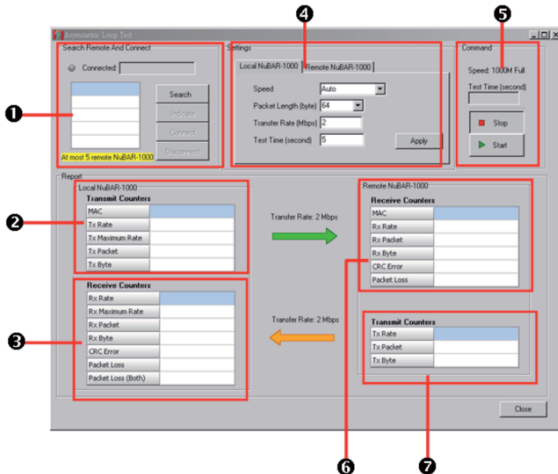 4
5
Asymmetric Loop Test
Search Remote And Connect
Connected
Search
Indicate
Connect
Disconnect
At most 5 remote NuBAR-1000
1
Settings
Local NuBAR-1000
Remote NuBAR-1000
Speed
Auto
Packet Length (byte)
64
Transfer Rate (Mbps)
2
Test Time (second)
5
Apply
Command
Speed: 1000M Full
Test Time (second)
Stop
Start
Report
Local NuBAR-1000
Transmit Counters
MAC
Tx Rate
Tx Maximum Rate
Tx Packet
Tx Byte
2
Receive Counters
Rx Rate
Rx Maximum Rate
Rx Packet
Rx Byte
CRC Error
Packet Loss
Packet Loss (Both)
3
Transfer Rate: 2 Mbps
Transfer Rate: 2 Mbps
Remote NuBAR-1000
Receive Counters
MAC
Rx Rate
Rx Packet
Rx Byte
CRC Error
Packet Loss
Transmit Counters
Tx Rate
Tx Packet
Tx Byte
Close
6
7